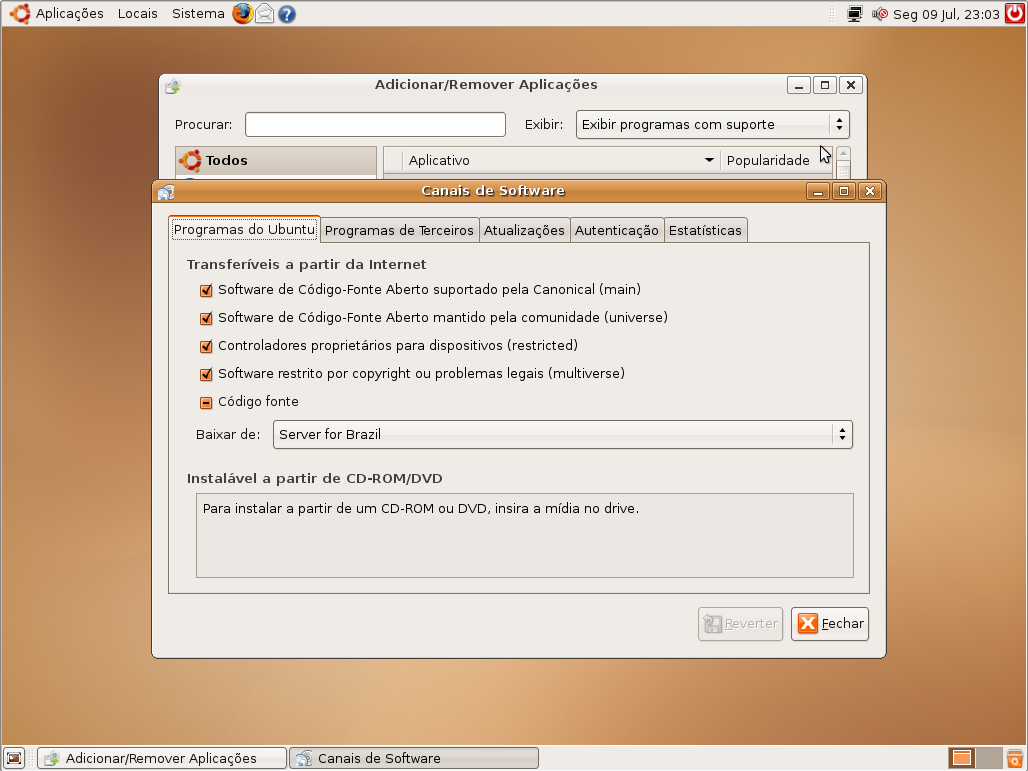 Aplicações Locais Sistema Seg 09 Jul, 23:03
Adicionar/Remover Aplicações
Procurar: Exibir: Exibir programas com suporte
Todos Aplicativo Popularidade
Canais de Software
Programas do Ubuntu Programas de Terceiros Atualizações Autenticação Estatísticas
Transferíveis a partir da Internet
Software de Código-Fonte Aberto suportado pela Canonical (main)
Software de Código-Fonte Aberto mantido pela comunidade (universe)
Controladores proprietários para dispositivos (restricted)
Software restrito por copyright ou problemas legais (multiverse)
Código fonte
Baixar de: Server for Brazil
Instalável a partir de CD-ROM/DVD
Para instalar a partir de um CD-ROM ou DVD, insira a mídia no drive.
Reverter Fechar
Adicionar/Remover Aplicações Canais de Software